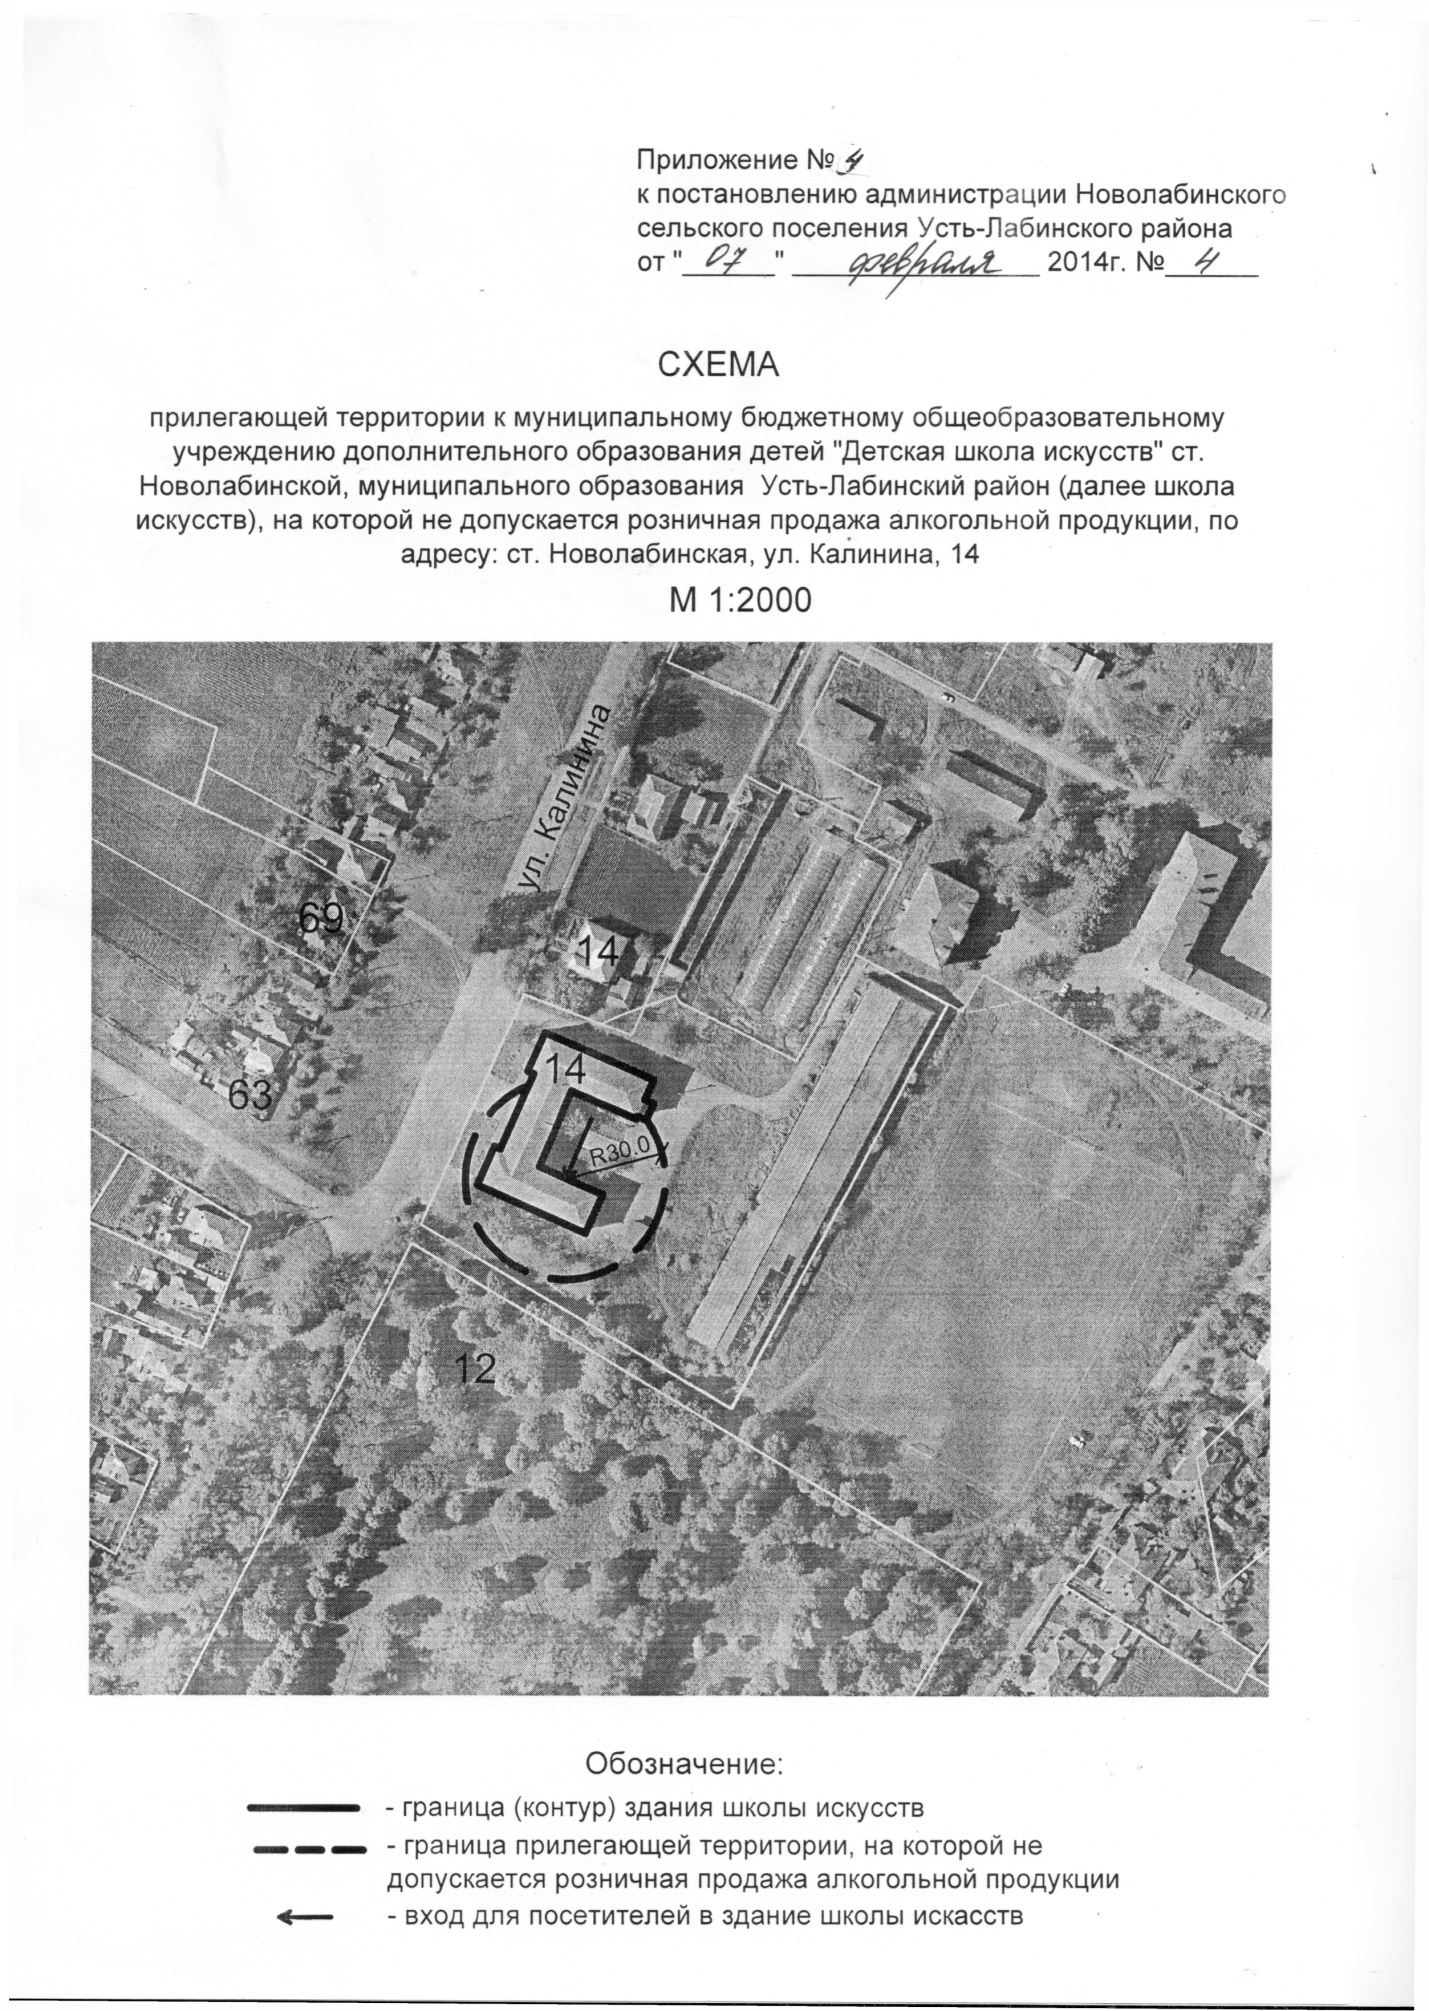 Приложение № 4
к постановлению администрации Новолабинского
сельского поселения Усть-Лабинского района
от " 07 " февраля 2014г. № 4
СХЕМА
прилегающей территории к муниципальному бюджетному общеобразовательному
учреждению дополнительного образования детей "Детская школа искусств" ст.
Новолабинской, муниципального образования Усть-Лабинский район (далее школа
искусств), на которой не допускается розничная продажа алкогольной продукции, по
адресу: ст. Новолабинская, ул. Калинина, 14
М 1:2000
ул. Калинина
69
14
14
63
R30.0
12
Обозначение:
- граница (контур) здания школы искусств
- граница прилегающей территории, на которой не
допускается розничная продажа алкогольной продукции
- вход для посетителей в здание школы искасств